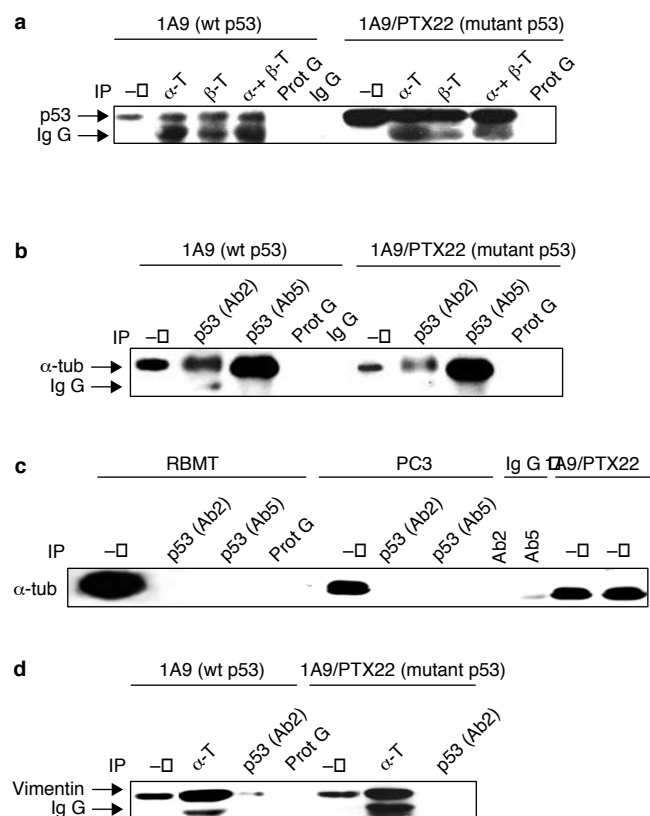 a
1A9 (wt p53) 1A9/PTX22 (mutant p53)
IP –□ α-T β-T α-+ β-T Prot G Ig G –□ α-T β-T α-+ β-T Prot G
p53
Ig G
b
1A9 (wt p53) 1A9/PTX22 (mutant p53)
IP –□ p53 (Ab2) p53 (Ab5) Prot G Ig G –□ p53 (Ab2) p53 (Ab5) Prot G
α-tub
Ig G
c
RBMT PC3 Ig G □1A9/PTX22
IP –□ p53 (Ab2) p53 (Ab5) Prot G –□ p53 (Ab2) p53 (Ab5) Ab2 Ab5 –□ –□
α-tub
d
1A9 (wt p53) 1A9/PTX22 (mutant p53)
IP –□ α-T p53 (Ab2) Prot G –□ α-T p53 (Ab2)
Vimentin
Ig G